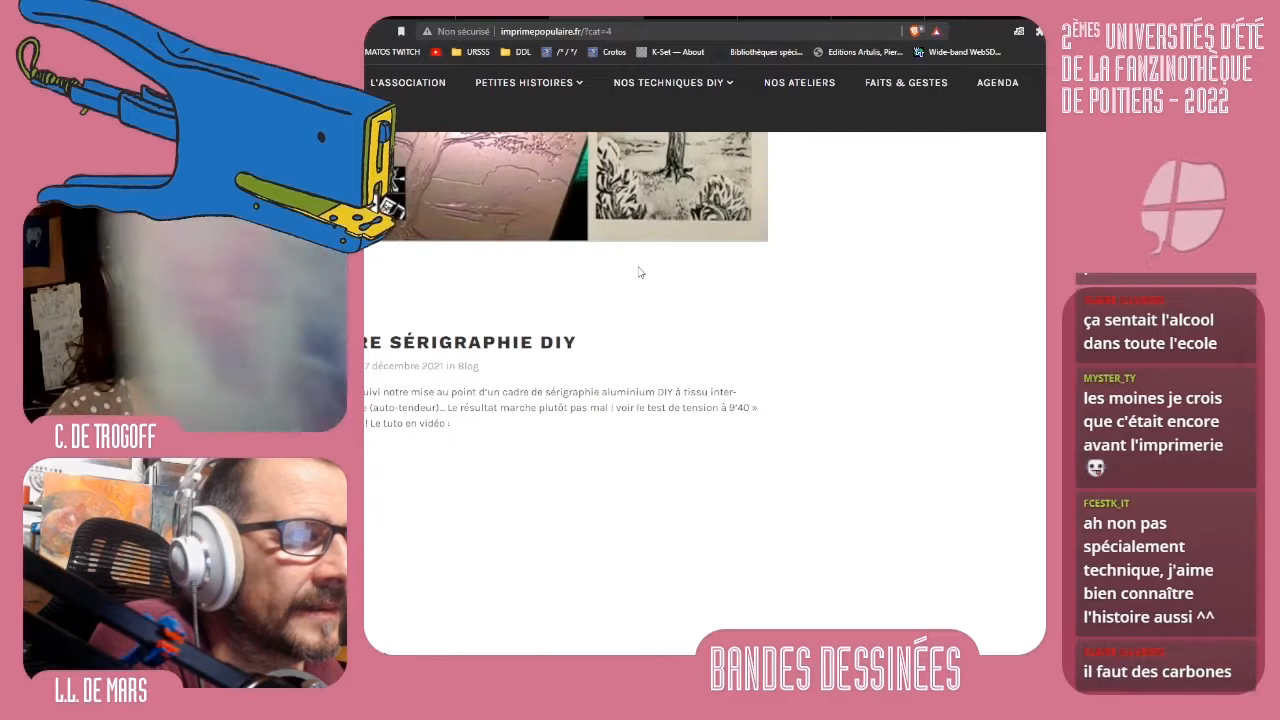 Non sécurisé
imprimepopulaire.fr/?cat=4
MATOS TWITCH
URSSS
DDL
/*/*/
Crotos
K-Set — About
Bibliothèques spéci...
Editions Artulis, Pier...
Wide-band WebSD...
L'ASSOCIATION
PETITES HISTOIRES
NOS TECHNIQUES DIY
NOS ATELIERS
FAITS & GESTES
AGENDA
RE SÉRIGRAPHIE DIY
7 décembre 2021 in Blog
uivi notre mise au point d'un cadre de sérigraphie aluminium DIY à tissu inter-
e (auto-tendeur)... Le résultat marche plutôt pas mal ! voir le test de tension à 9'40 »
! Le tuto en vidéo :
C. DE TROGOFF
L.L. DE MARS
BANDES DESSINÉES
2ÈMES UNIVERSITÉS D'ÉTÉ
DE LA FANZINOTHÈQUE
DE POITIERS - 2022
ça sentait l'alcool
dans toute l'ecole
MYSTER_TY
les moines je crois
que c'était encore
avant l'imprimerie
FCESTK_IT
ah non pas
spécialement
technique, j'aime
bien connaître
l'histoire aussi ^^
il faut des carbones